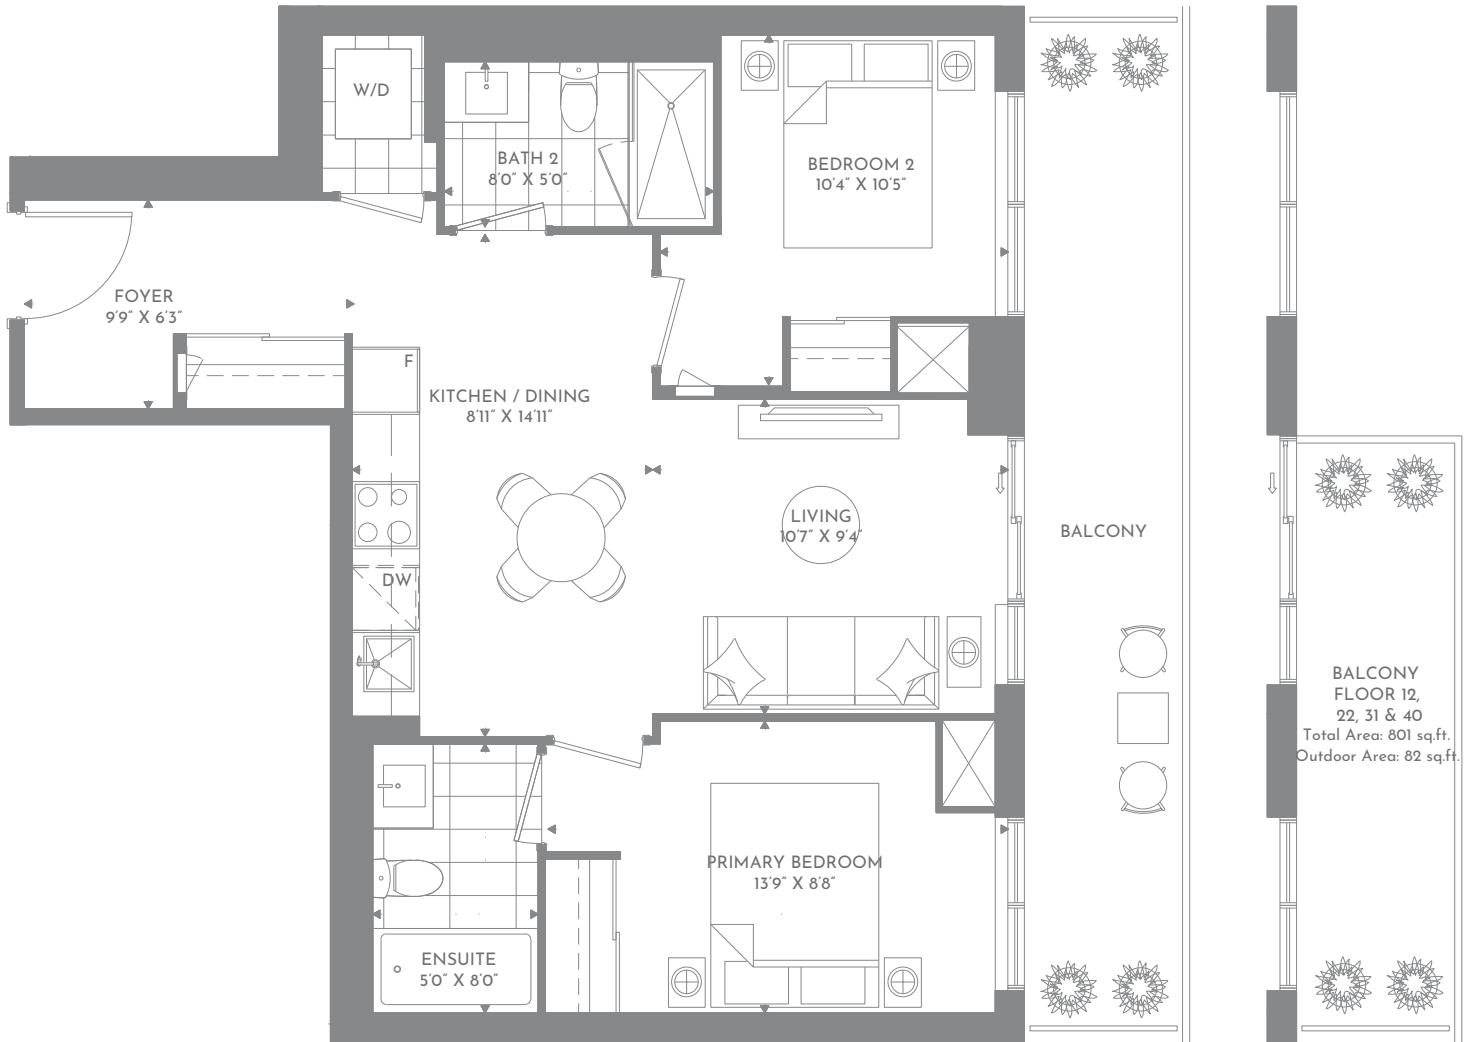 W/D
BATH 2
8'0" X 5'0"
BEDROOM 2
10'4" X 10'5"
FOYER
9'9" X 6'3"
F
KITCHEN / DINING
8'11" X 14'11"
LIVING
10'7" X 9'4"
BALCONY
DW
BALCONY
FLOOR 12,
22, 31 & 40
Total Area: 801 sq.ft.
Outdoor Area: 82 sq.ft.
PRIMARY BEDROOM
13'9" X 8'8"
ENSUITE
5'0" X 8'0"